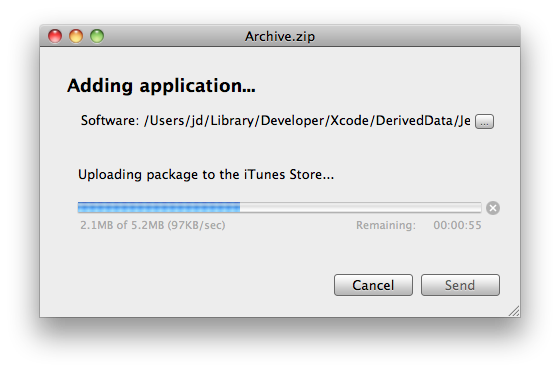 Archive.zip
Adding application...
Software: /Users/jd/Library/Developer/Xcode/DerivedData/Je ...
Uploading package to the iTunes Store...
2.1MB of 5.2MB (97KB/sec) Remaining: 00:00:55
Cancel Send